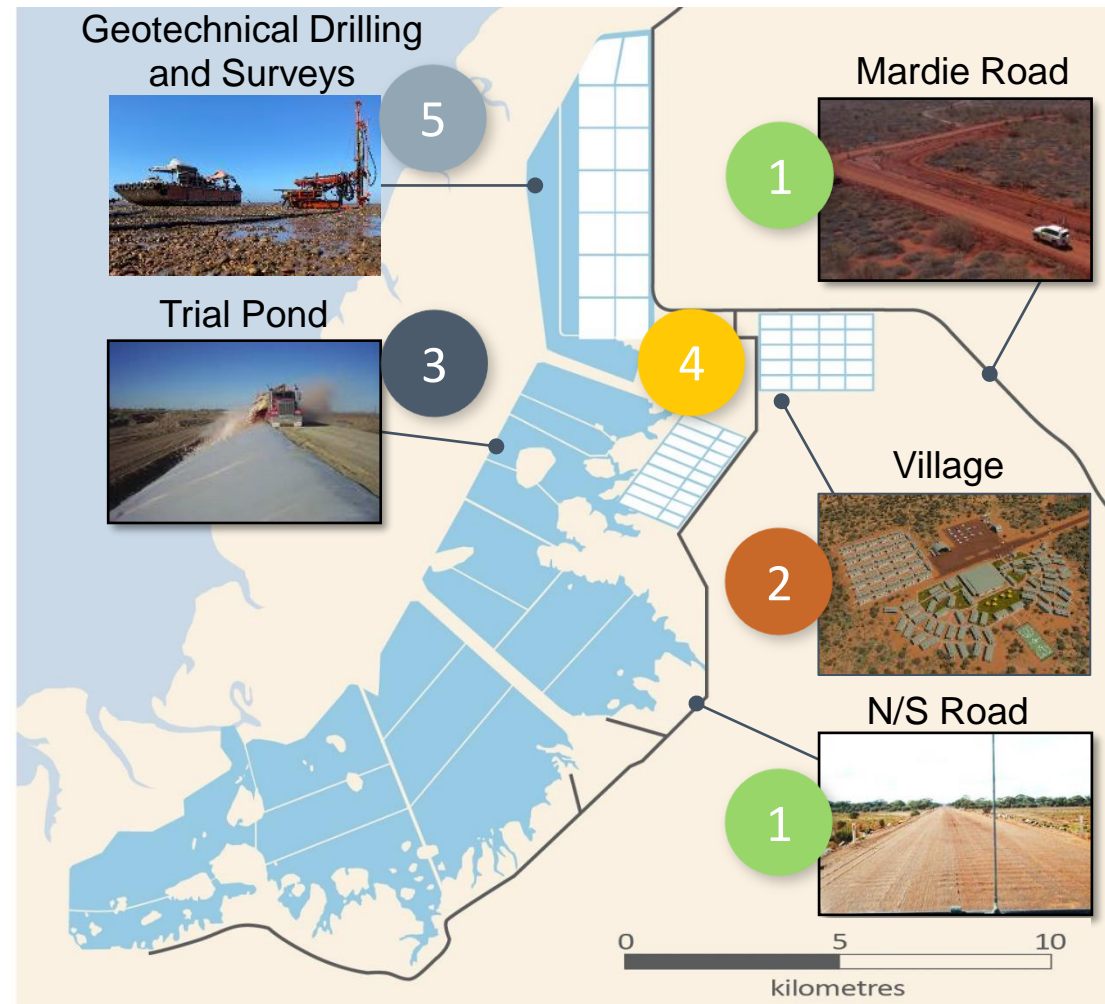 Geotechnical Drilling
and Surveys
5
Mardie Road
1
Trial Pond
3
4
Village
2
N/S Road
1
0 5 10
kilometres